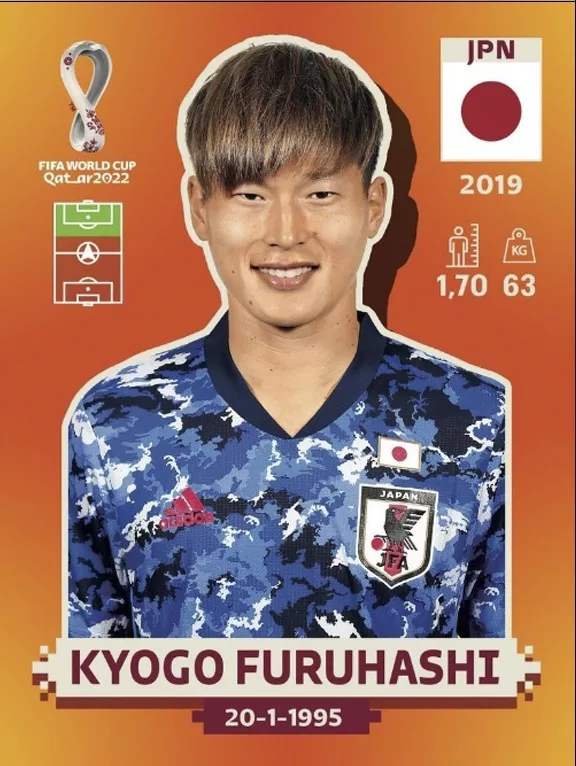 JPN
FIFA WORLD CUP
Qatar2022
2019
KG
1,70 63
adidas
JAPAN
JFA
KYOGO FURUHASHI
20-1-1995